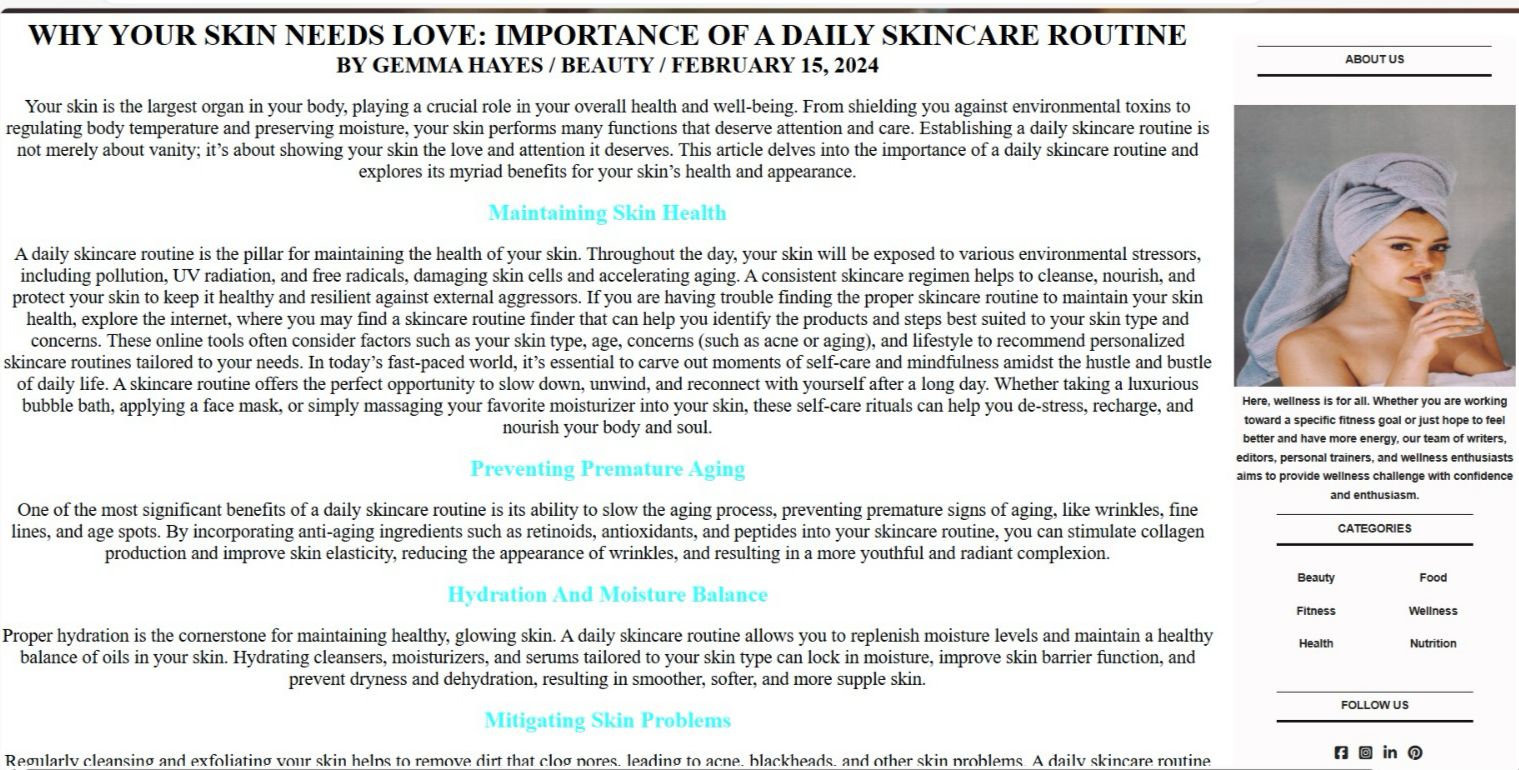 WHY YOUR SKIN NEEDS LOVE: IMPORTANCE OF A DAILY SKINCARE ROUTINE
BY GEMMA HAYES / BEAUTY / FEBRUARY 15, 2024
Your skin is the largest organ in your body, playing a crucial role in your overall health and well-being. From shielding you against environmental toxins to
regulating body temperature and preserving moisture, your skin performs many functions that deserve attention and care. Establishing a daily skincare routine is
not merely about vanity; it’s about showing your skin the love and attention it deserves. This article delves into the importance of a daily skincare routine and
explores its myriad benefits for your skin’s health and appearance.
Maintaining Skin Health
A daily skincare routine is the pillar for maintaining the health of your skin. Throughout the day, your skin will be exposed to various environmental stressors,
including pollution, UV radiation, and free radicals, damaging skin cells and accelerating aging. A consistent skincare regimen helps to cleanse, nourish, and
protect your skin to keep it healthy and resilient against external aggressors. If you are having trouble finding the proper skincare routine to maintain your skin
health, explore the internet, where you may find a skincare routine finder that can help you identify the products and steps best suited to your skin type and
concerns. These online tools often consider factors such as your skin type, age, concerns (such as acne or aging), and lifestyle to recommend personalized
skincare routines tailored to your needs. In today’s fast-paced world, it’s essential to carve out moments of self-care and mindfulness amidst the hustle and bustle
of daily life. A skincare routine offers the perfect opportunity to slow down, unwind, and reconnect with yourself after a long day. Whether taking a luxurious
bubble bath, applying a face mask, or simply massaging your favorite moisturizer into your skin, these self-care rituals can help you de-stress, recharge, and
nourish your body and soul.
Preventing Premature Aging
One of the most significant benefits of a daily skincare routine is its ability to slow the aging process, preventing premature signs of aging, like wrinkles, fine
lines, and age spots. By incorporating anti-aging ingredients such as retinoids, antioxidants, and peptides into your skincare routine, you can stimulate collagen
production and improve skin elasticity, reducing the appearance of wrinkles, and resulting in a more youthful and radiant complexion.
Hydration And Moisture Balance
Proper hydration is the cornerstone for maintaining healthy, glowing skin. A daily skincare routine allows you to replenish moisture levels and maintain a healthy
balance of oils in your skin. Hydrating cleansers, moisturizers, and serums tailored to your skin type can lock in moisture, improve skin barrier function, and
prevent dryness and dehydration, resulting in smoother, softer, and more supple skin.
Mitigating Skin Problems
Regularly cleansing and exfoliating your skin helps to remove dirt that clog pores, leading to acne, blackheads, and other skin problems. A daily skincare routine
ABOUT US
Here, wellness is for all. Whether you are working
toward a specific fitness goal or just hope to feel
better and have more energy, our team of writers,
editors, personal trainers, and wellness enthusiasts
aims to provide wellness challenge with confidence
and enthusiasm.
CATEGORIES
Beauty Food
Fitness Wellness
Health Nutrition
FOLLOW US